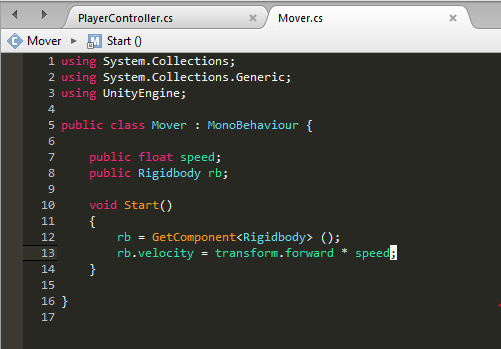 PlayerController.cs Mover.cs
Mover Start ()
1 using System.Collections;
2 using System.Collections.Generic;
3 using UnityEngine;
4
5 public class Mover : MonoBehaviour {
6
7 public float speed;
8 public Rigidbody rb;
9
10 void Start()
11 {
12 rb = GetComponent<Rigidbody> ();
13 rb.velocity = transform.forward * speed;
14 }
15
16 }
17